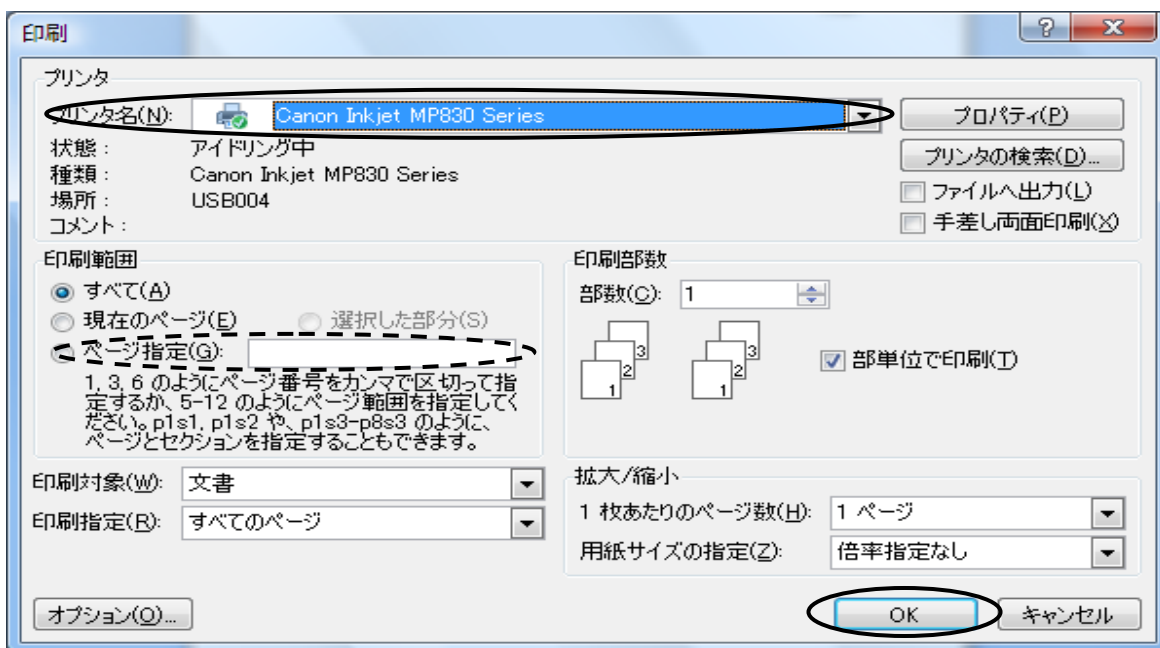 印刷
プリンタ
プリンタ名(N): Canon Inkjet MP830 Series プロパティ(P)
状態： アイドリング中 プリンタの検索(D)...
種類： Canon Inkjet MP830 Series
場所： USB004 ファイルへ出力(L)
コメント： 手差し両面印刷(X)
印刷範囲
すべて(A)
現在のページ(E) 選択した部分(S)
ページ指定(G):
1, 3, 6 のようにページ番号をカンマで区切って指
定するか、5-12 のようにページ範囲を指定してく
ださい。p1s1, p1s2 や、p1s3-p8s3 のように、
ページとセクションを指定することもできます。
印刷部数
部数(C): 1
3 2 1 3 2 1
部単位で印刷(T)
印刷対象(W): 文書
印刷指定(R): すべてのページ
拡大/縮小
1 枚あたりのページ数(H): 1 ページ
用紙サイズの指定(Z): 倍率指定なし
オプション(O)... OK キャンセル